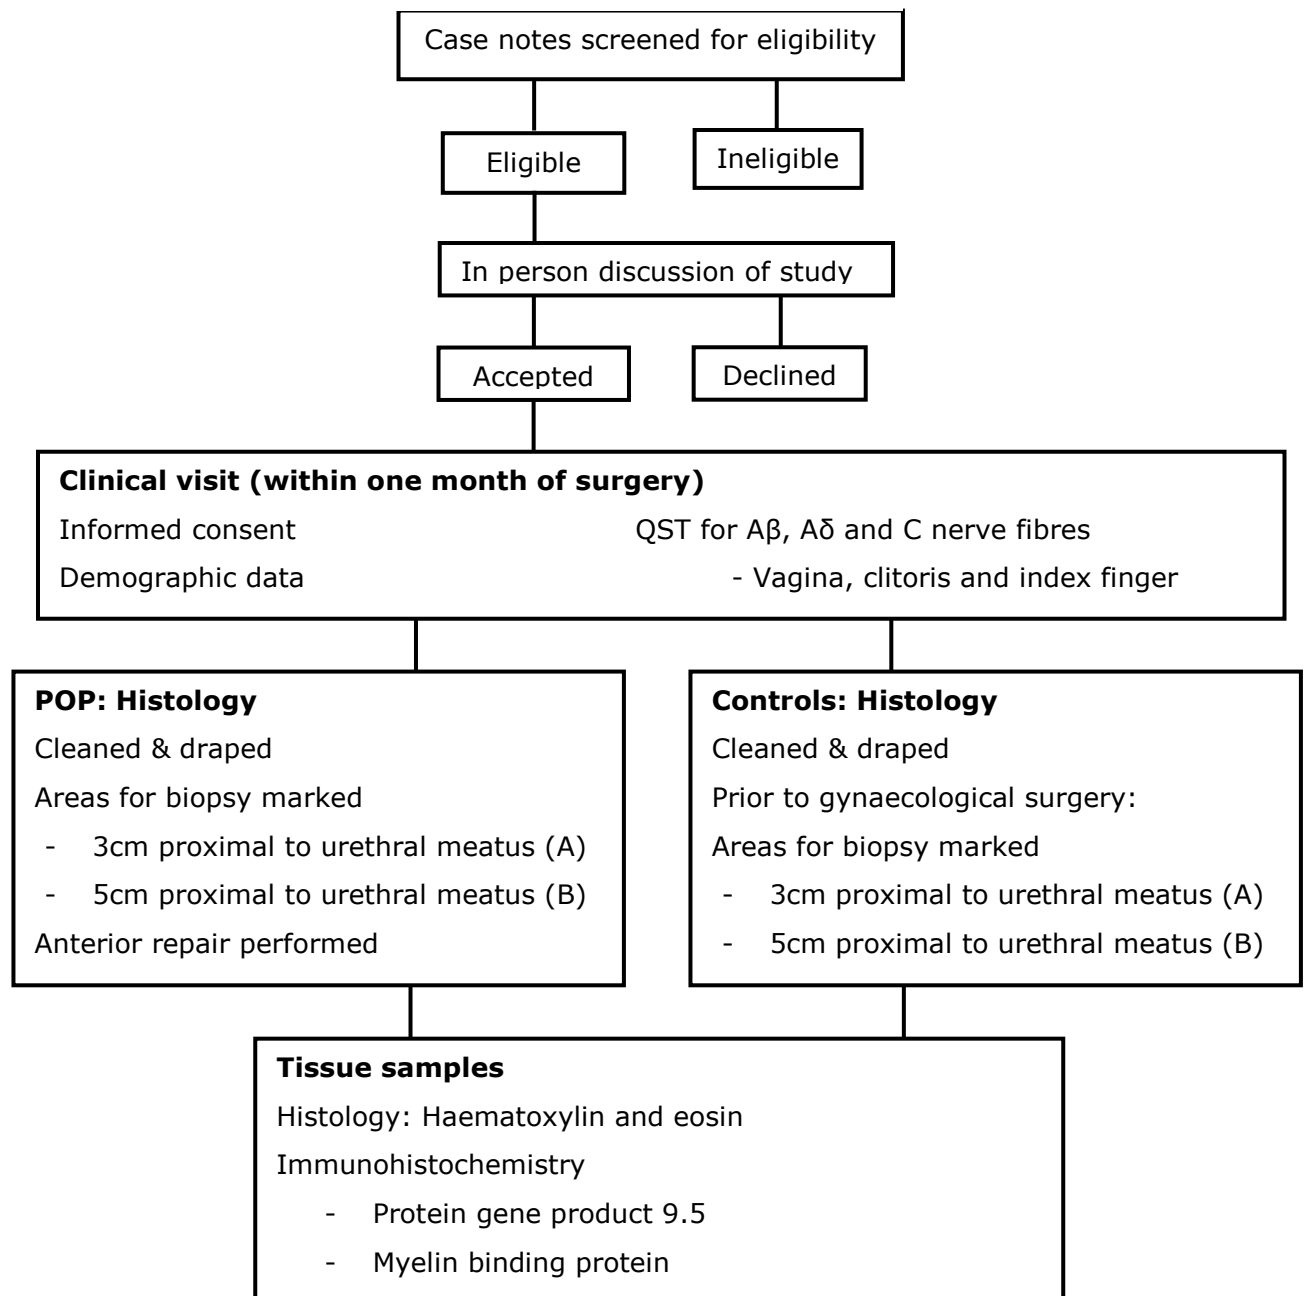 Case notes screened for eligibility
Eligible
Ineligible
In person discussion of study
Accepted
Declined
Clinical visit (within one month of surgery)
Informed consent
QST for Aβ, Aδ and C nerve fibres
Demographic data
- Vagina, clitoris and index finger
POP: Histology
Cleaned & draped
Areas for biopsy marked
- 3cm proximal to urethral meatus (A)
- 5cm proximal to urethral meatus (B)
Anterior repair performed
Controls: Histology
Cleaned & draped
Prior to gynaecological surgery:
Areas for biopsy marked
- 3cm proximal to urethral meatus (A)
- 5cm proximal to urethral meatus (B)
Tissue samples
Histology: Haematoxylin and eosin
Immunohistochemistry
- Protein gene product 9.5
- Myelin binding protein